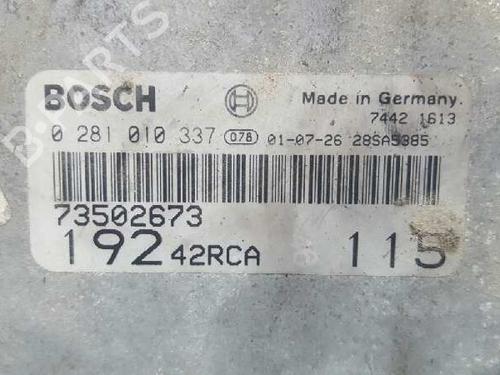 B-PARTS
BOSCH
Made in Germany.
7442 1613
0 281 010 337 078 01-07-26 28SA5385
73502673
192 42RCA 115